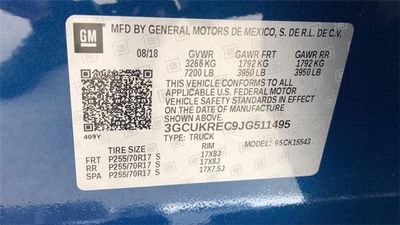 GM
MFD BY GENERAL MOTORS DE MEXICO, S. DE R.L. DE C.V.
08/18 GVWR GAWR FRT GAWR RR
3266 KG 1792 KG 1792 KG
7200 LB 3950 LB 3950 LB
THIS VEHICLE CONFORMS TO ALL
APPLICABLE U.S. FEDERAL MOTOR
VEHICLE SAFETY STANDARDS IN EFFECT
ON THE DATE OF MANUFACTURE
SHOWN ABOVE.
3GCUKREC9JG511495
409Y TYPE: TRUCK
TIRE SIZE RIM MODEL: 95CK15543
FRT P255/70R17 S 17X8J
RR P255/70R17 S 17X8J
SPA P255/70R17 S 17X7.5J